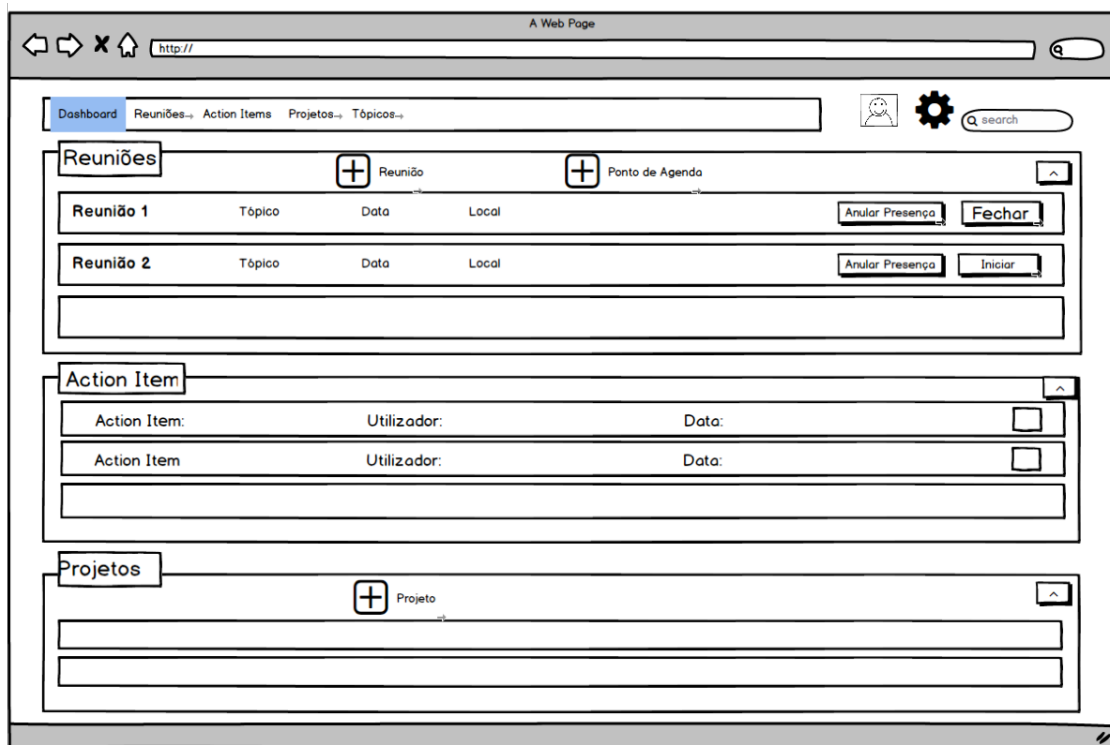 A Web Page
http://
Dashboard Reuniões Action Items Projetos Tópicos
search
Reuniões
Reunião Ponto de Agenda
Reunião 1 Tópico Data Local Anular Presença Fechar
Reunião 2 Tópico Data Local Anular Presença Iniciar
Action Item
Action Item: Utilizador: Data:
Action Item Utilizador: Data:
Projetos
Projeto